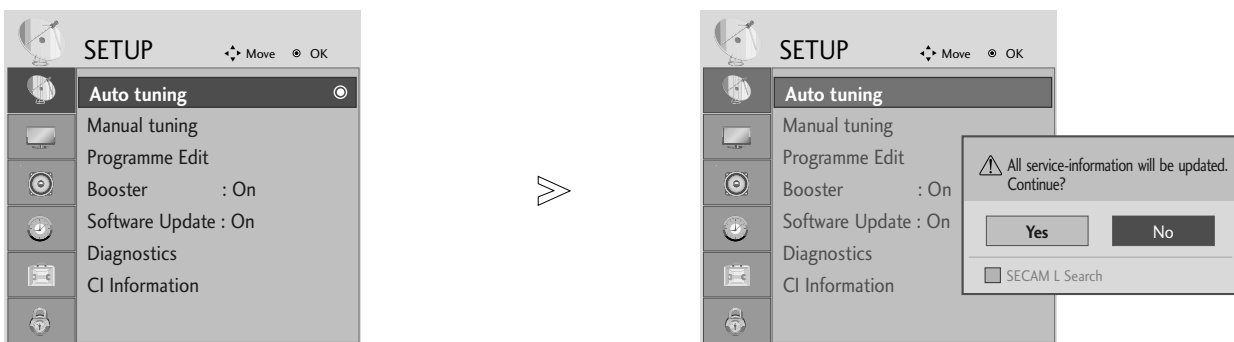 SETUP
Move OK
Auto tuning
Manual tuning
Programme Edit
Booster : On
Software Update : On
Diagnostics
CI Information
SETUP
Move OK
Auto tuning
Manual tuning
Programme Edit
Booster : On
Software Update : On
Diagnostics
CI Information
All service-information will be updated.
Continue?
Yes No
SECAM L Search